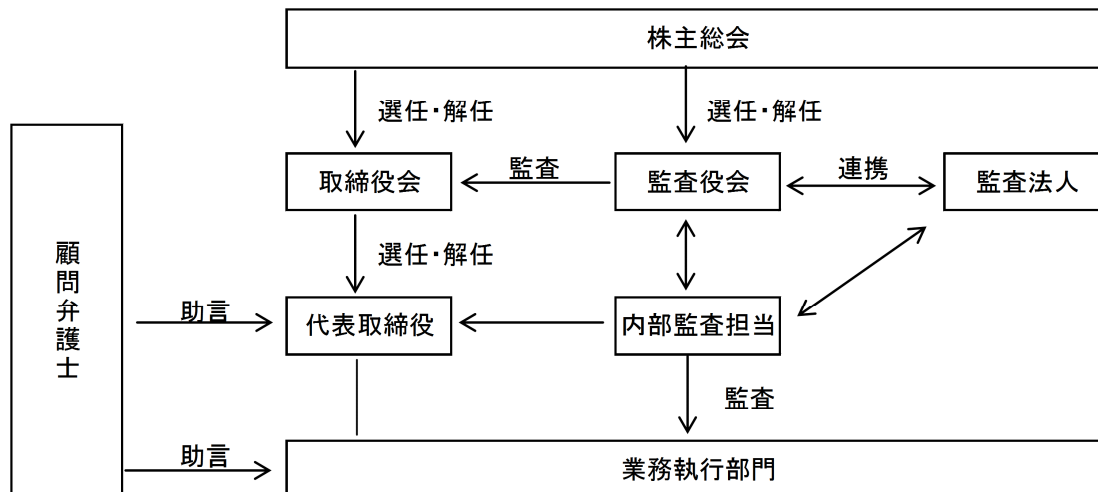 株主総会
選任・解任
選任・解任
取締役会
監査
監査役会
連携
監査法人
選任・解任
顧問弁護士
助言
代表取締役
内部監査担当
監査
助言
業務執行部門